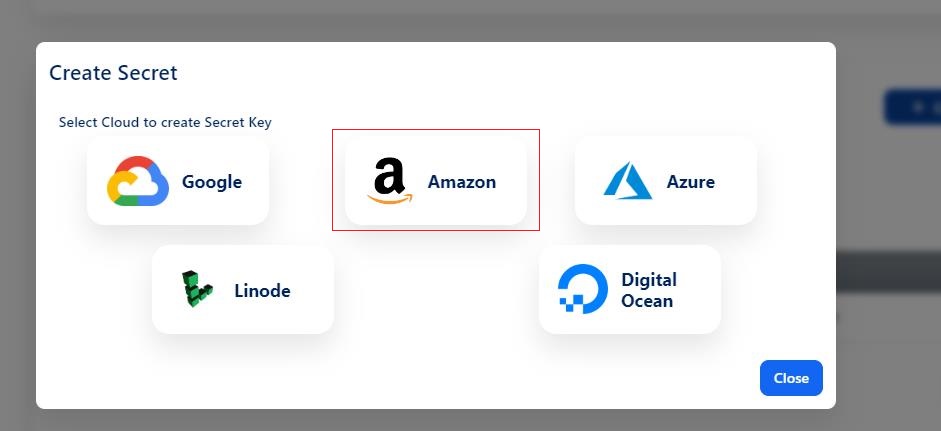 Create Secret
Select Cloud to create Secret Key
Google
Amazon
Azure
Linode
Digital
Ocean
Close